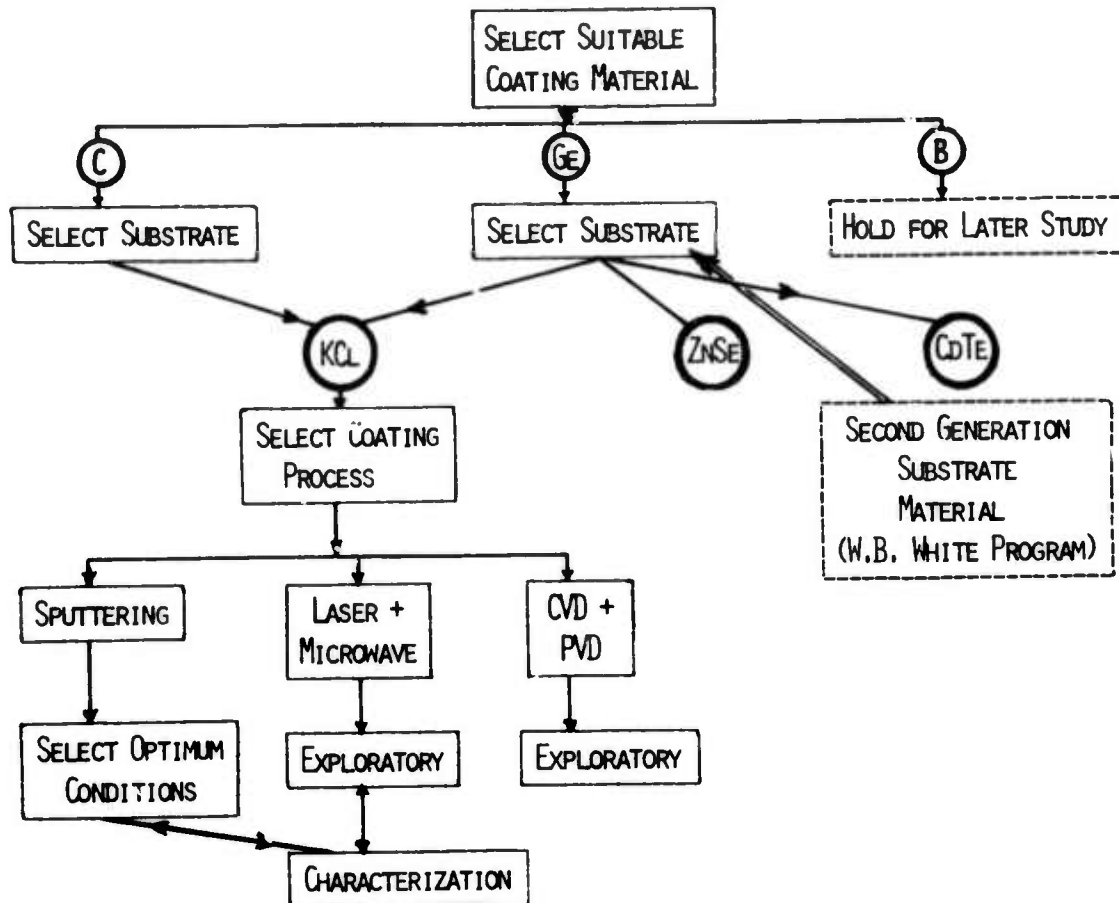 SELECT SUITABLE
COATING MATERIAL
C
GE
B
SELECT SUBSTRATE
SELECT SUBSTRATE
HOLD FOR LATER STUDY
KCL
ZNSE
CDTE
SELECT COATING
PROCESS
SECOND GENERATION
SUBSTRATE
MATERIAL
(W.B. WHITE PROGRAM)
SPUTTERING
LASER +
MICROWAVE
CVD +
PVD
SELECT OPTIMUM
CONDITIONS
EXPLORATORY
EXPLORATORY
CHARACTERIZATION